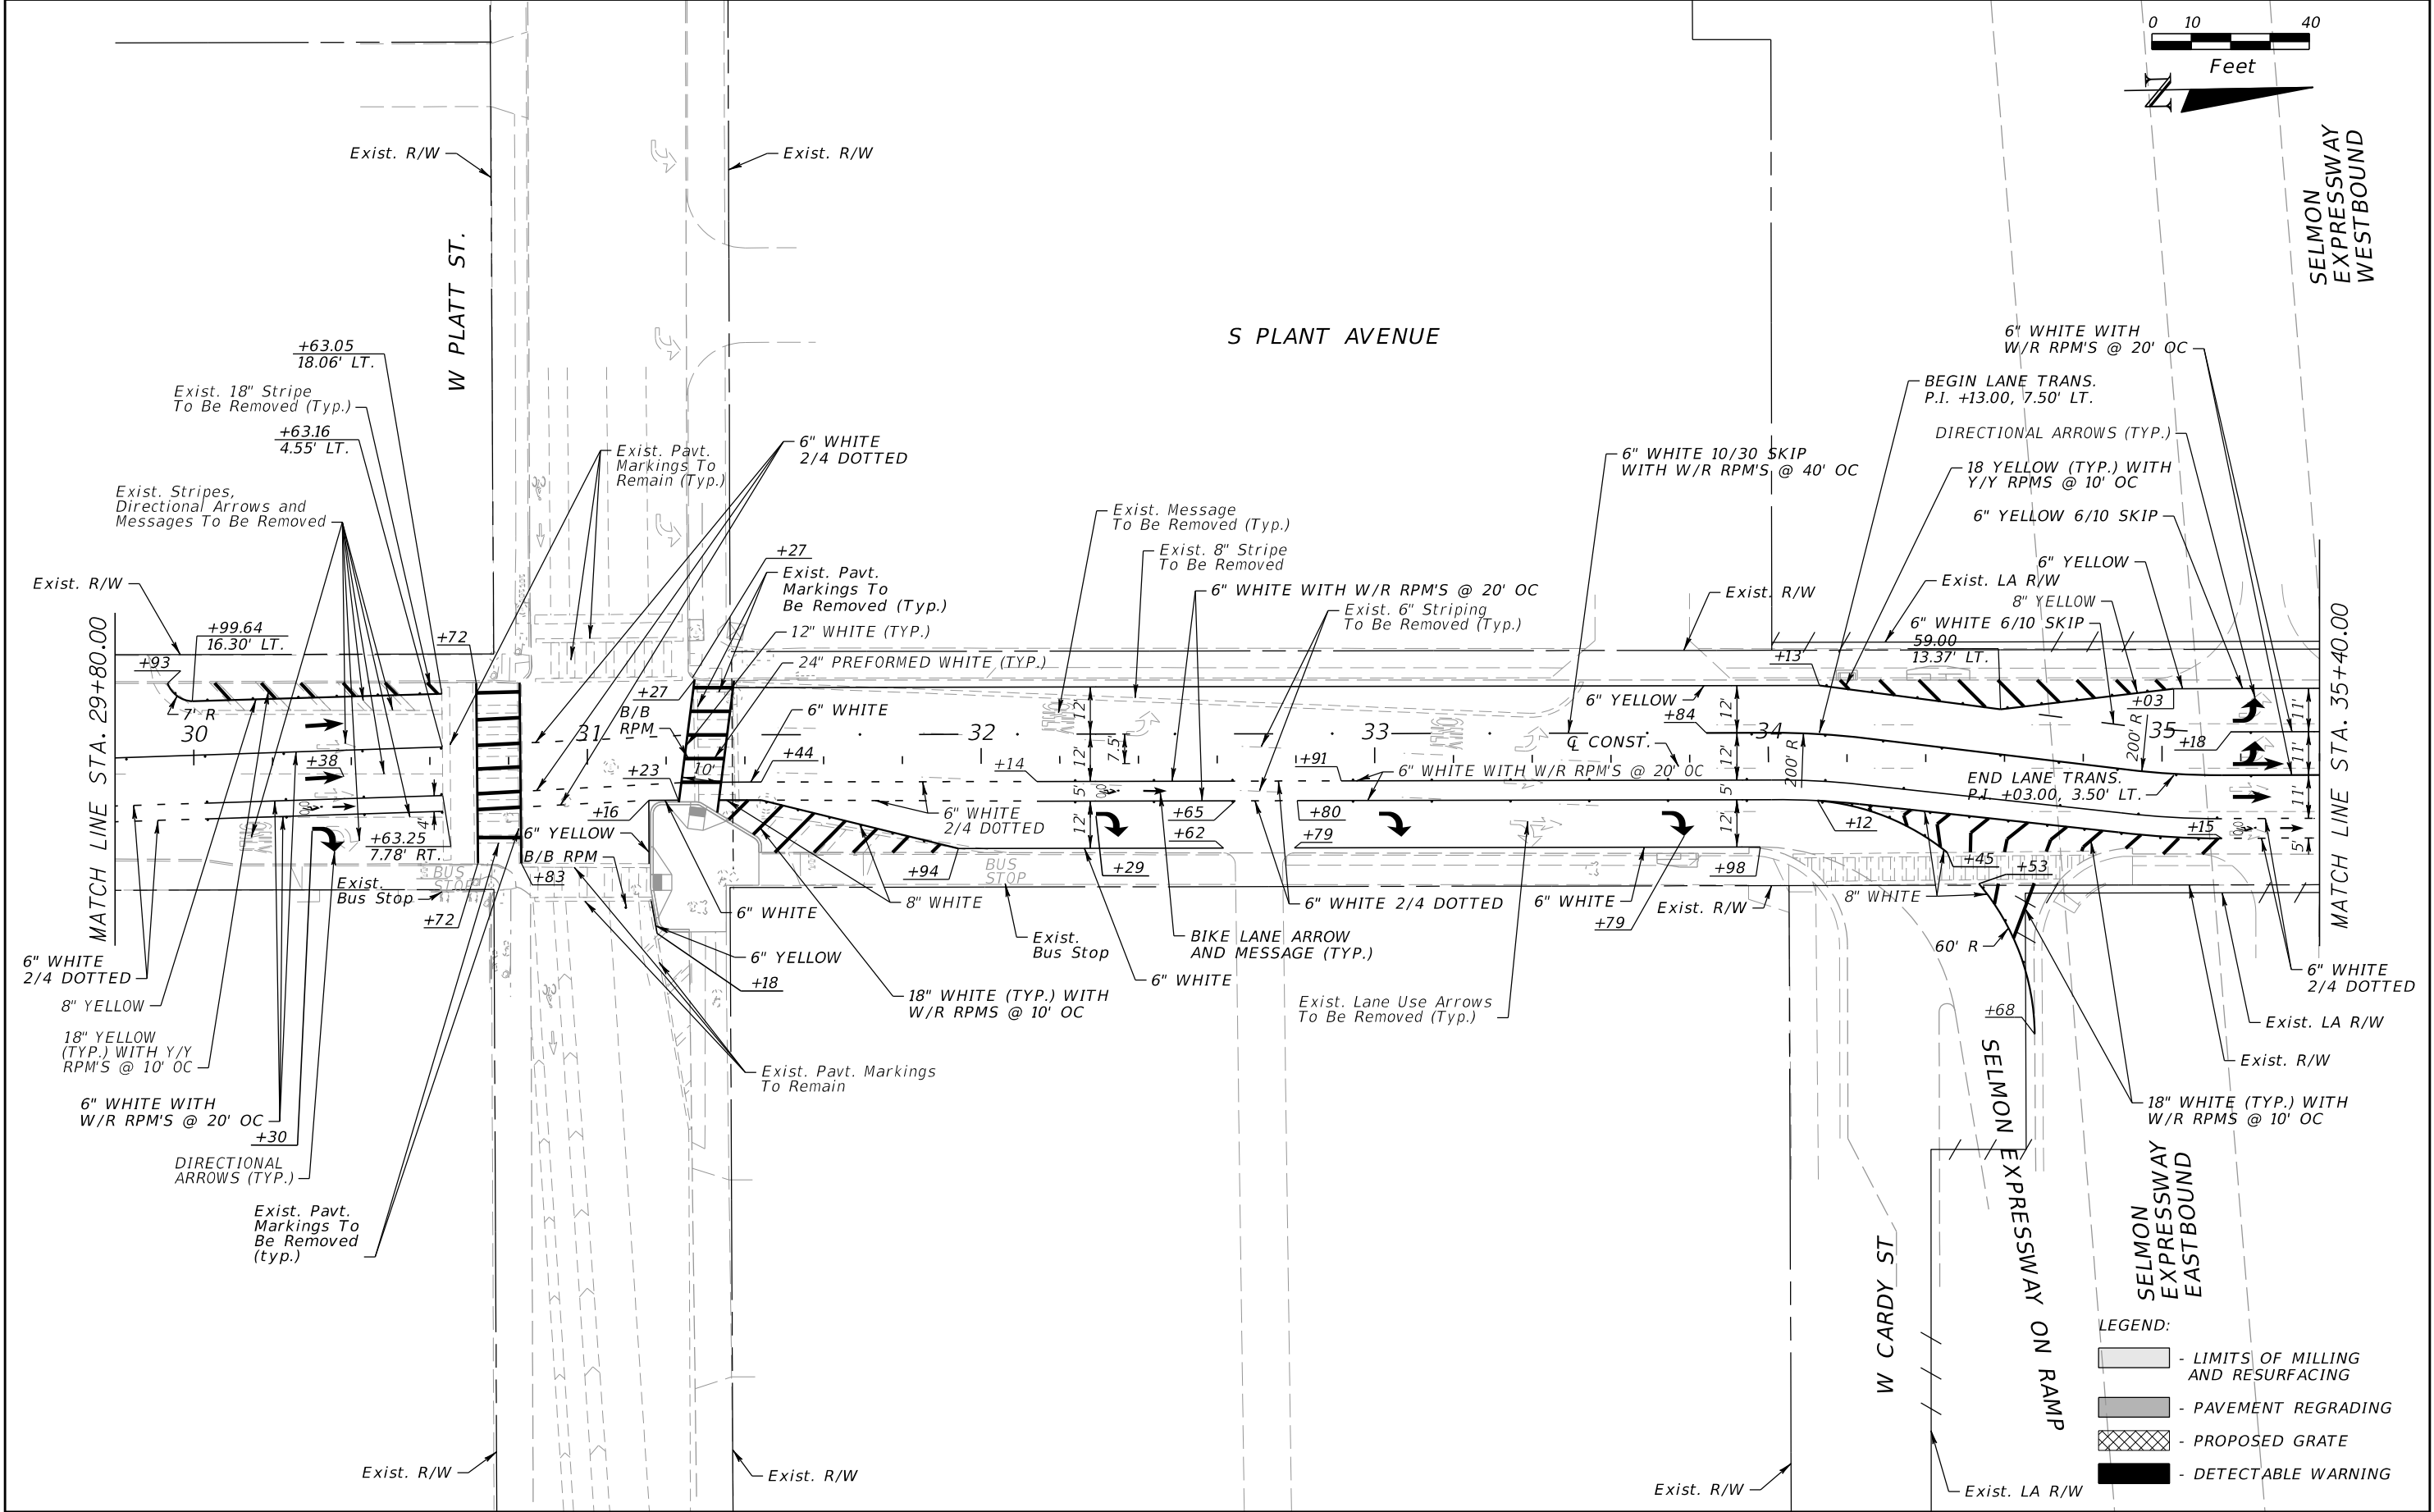 0 10 40
Feet
N
SELMON
EXPRESSWAY
WESTBOUND
Exist. R/W
Exist. R/W
W PLATT ST.
S PLANT AVENUE
+63.05
18.06' LT.
Exist. 18" Stripe
To Be Removed (Typ.)
+63.16
4.55' LT.
Exist. Stripes,
Directional Arrows and
Messages To Be Removed
Exist. R/W
+99.64
16.30' LT.
+93
7' R
+72
30
+38
MATCH LINE STA. 29+80.00
Exist. Pavt.
Markings To
Remain (Typ.)
6" WHITE
2/4 DOTTED
+27
Exist. Pavt.
Markings To
Be Removed (Typ.)
12" WHITE (TYP.)
24" PREFORMED WHITE (TYP.)
+27
B/B
RPM
6" WHITE
31
+44
+23
10'
+16
Exist. Message
To Be Removed (Typ.)
Exist. 8" Stripe
To Be Removed
6" WHITE WITH W/R RPM'S @ 20' OC
Exist. 6" Striping
To Be Removed (Typ.)
6" WHITE 10/30 SKIP
WITH W/R RPM'S @ 40' OC
Exist. R/W
6" WHITE WITH
W/R RPM'S @ 20' OC
BEGIN LANE TRANS.
P.I. +13.00, 7.50' LT.
DIRECTIONAL ARROWS (TYP.)
18 YELLOW (TYP.) WITH
Y/Y RPMS @ 10' OC
6" YELLOW 6/10 SKIP
6" YELLOW
Exist. LA R/W
8" YELLOW
6" WHITE 6/10 SKIP
59.00
13.37' LT.
+13
6" YELLOW
+84
+03
32
33
34
35
12'
12'
7.5'
+14
5'
12'
+91
℄ CONST.
6" WHITE WITH W/R RPM'S @ 20' OC
12'
12'
5'
12'
200' R
200' R
+18
11'
11'
11'
5'
END LANE TRANS.
P.I. +03.00, 3.50' LT.
MATCH LINE STA. 35+40.00
ONLY
ONLY
ONLY
4'
+63.25
7.78' RT.
6" YELLOW
B/B RPM
6" WHITE
2/4 DOTTED
+65
+62
+80
+79
+12
+15
+45
+53
BUS
STOP
Exist.
Bus Stop
+83
+72
+94
BUS
STOP
8" WHITE
+29
+98
6" WHITE
6" WHITE 2/4 DOTTED
6" WHITE
+79
Exist. R/W
8" WHITE
60' R
6" WHITE
2/4 DOTTED
8" YELLOW
18" YELLOW
(TYP.) WITH Y/Y
RPM'S @ 10' OC
6" WHITE WITH
W/R RPM'S @ 20' OC
+30
DIRECTIONAL
ARROWS (TYP.)
Exist. Pavt.
Markings To
Be Removed
(typ.)
6" YELLOW
+18
18" WHITE (TYP.) WITH
W/R RPMS @ 10' OC
Exist.
Bus Stop
6" WHITE
BIKE LANE ARROW
AND MESSAGE (TYP.)
Exist. Lane Use Arrows
To Be Removed (Typ.)
Exist. Pavt. Markings
To Remain
+68
6" WHITE
2/4 DOTTED
Exist. LA R/W
Exist. R/W
18" WHITE (TYP.) WITH
W/R RPMS @ 10' OC
SELMON EXPRESSWAY ON RAMP
SELMON
EXPRESSWAY
EASTBOUND
W CARDY ST
Exist. R/W
Exist. R/W
Exist. R/W
Exist. LA R/W
LEGEND:
- LIMITS OF MILLING
AND RESURFACING
- PAVEMENT REGRADING
- PROPOSED GRATE
- DETECTABLE WARNING